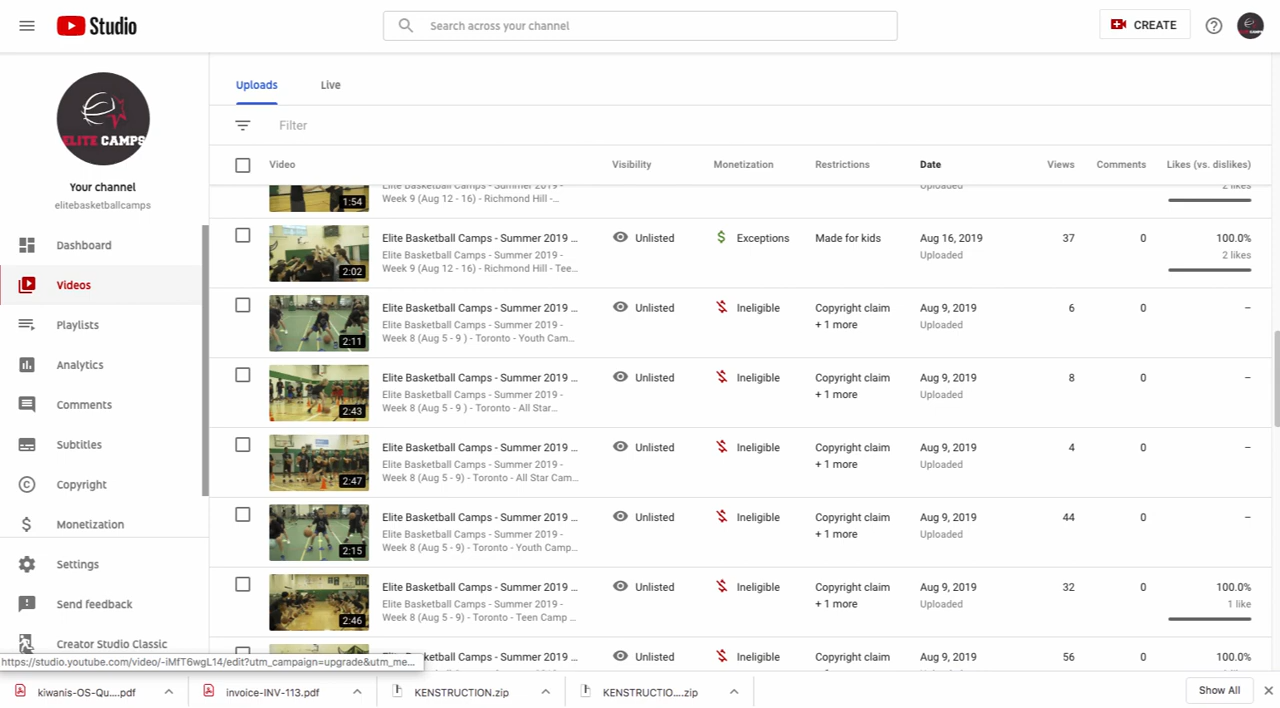 Studio
Search across your channel
CREATE
Uploads
Live
Filter
ELITE CAMPS
Your channel
elitebasketballcamps
Dashboard
Videos
Playlists
Analytics
Comments
Subtitles
Copyright
Monetization
Settings
Send feedback
Creator Studio Classic
Video Visibility Monetization Restrictions Date Views Comments Likes (vs. dislikes)
Elite Basketball Camps - Summer 2019 - Uploaded 2 likes
1:54 Week 9 (Aug 12 - 16) - Richmond Hill -...
Elite Basketball Camps - Summer 2019 ... Unlisted Exceptions Made for kids Aug 16, 2019 37 0 100.0%
Elite Basketball Camps - Summer 2019 - Uploaded 2 likes
2:02 Week 9 (Aug 12 - 16) - Richmond Hill - Tee...
Elite Basketball Camps - Summer 2019 ... Unlisted Ineligible Copyright claim Aug 9, 2019 6 0 –
Elite Basketball Camps - Summer 2019 - + 1 more Uploaded
2:11 Week 8 (Aug 5 - 9 ) - Toronto - Youth Cam...
Elite Basketball Camps - Summer 2019 ... Unlisted Ineligible Copyright claim Aug 9, 2019 8 0 –
Elite Basketball Camps - Summer 2019 - + 1 more Uploaded
2:43 Week 8 (Aug 5 - 9 ) - Toronto - All Star...
Elite Basketball Camps - Summer 2019 ... Unlisted Ineligible Copyright claim Aug 9, 2019 4 0 –
Elite Basketball Camps - Summer 2019 - + 1 more Uploaded
2:47 Week 8 (Aug 5 - 9) - Toronto - All Star Cam...
Elite Basketball Camps - Summer 2019 ... Unlisted Ineligible Copyright claim Aug 9, 2019 44 0 –
Elite Basketball Camps - Summer 2019 - + 1 more Uploaded
2:15 Week 8 (Aug 5 - 9) - Toronto - Youth Camp...
Elite Basketball Camps - Summer 2019 ... Unlisted Ineligible Copyright claim Aug 9, 2019 32 0 100.0%
Elite Basketball Camps - Summer 2019 - + 1 more Uploaded 1 like
2:46 Week 8 (Aug 5 - 9) - Toronto - Teen Camp ...
Elite Basketball Camps - Summer 2019 ... Unlisted Ineligible Copyright claim Aug 9, 2019 56 0 100.0%
https://studio.youtube.com/video/-iMfT6wgL14/edit?utm_campaign=upgrade&utm_me...
kiwanis-OS-Qu....pdf invoice-INV-113.pdf KENSTRUCTION.zip KENSTRUCTIO....zip Show All